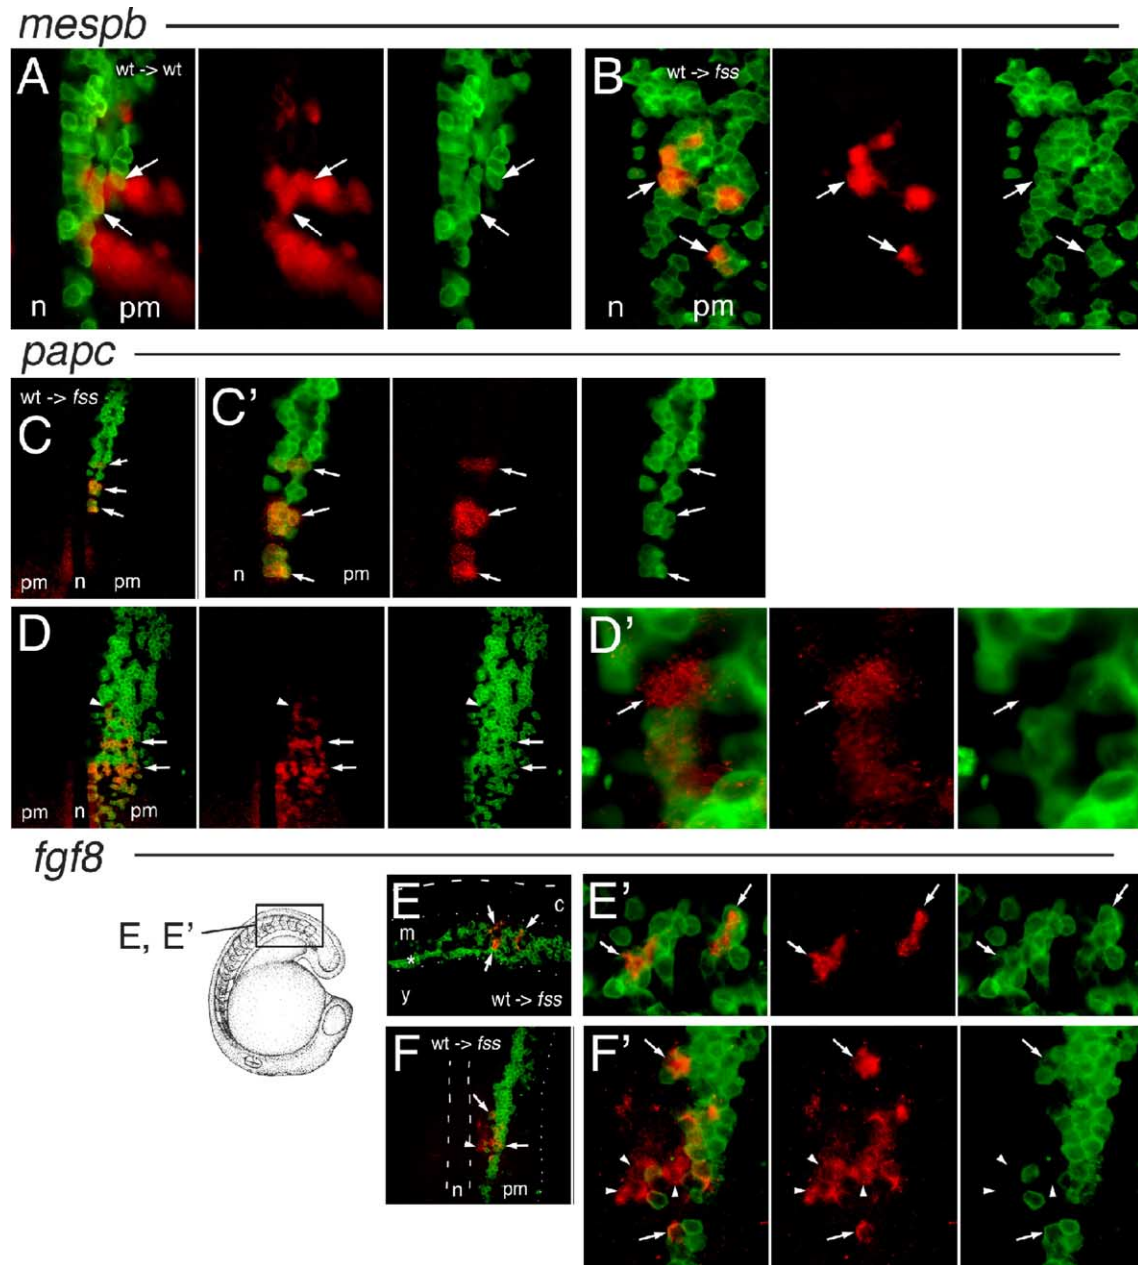 mespb
A wt -> wt
n pm
B wt -> fss
n pm
papc
wt -> fss
C
pm n pm
C’
n pm
D
pm n pm
D’
fgf8
E, E’
E
c
m
*
y
wt -> fss
E’
F wt -> fss
n pm
F’